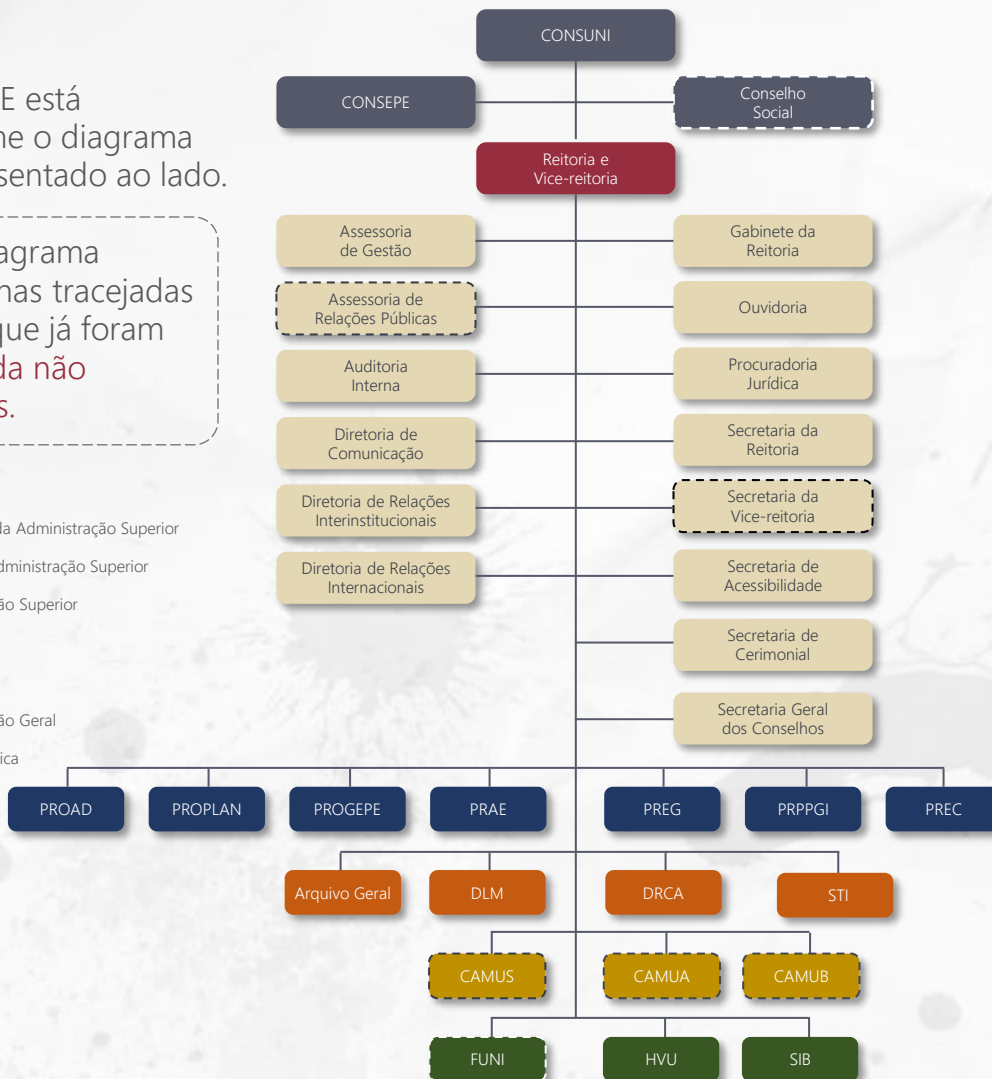 E está
ne o diagrama
sentado ao lado.
agrama
nas tracejadas
que já foram
da não
s.
da Administração Superior
dministração Superior
ão Superior
ão Geral
ica
CONSUNI
CONSEPE
Conselho
Social
Reitoria e
Vice-reitoria
Assessoria
de Gestão
Gabinete da
Reitoria
Assessoria de
Relações Públicas
Ouvidoria
Auditoria
Interna
Procuradoria
Jurídica
Diretoria de
Comunicação
Secretaria da
Reitoria
Diretoria de Relações
Interinstitucionais
Secretaria da
Vice-reitoria
Diretoria de Relações
Internacionais
Secretaria de
Acessibilidade
Secretaria de
Cerimonial
Secretaria Geral
dos Conselhos
PROAD
PROPLAN
PROGEPE
PRAE
PREG
PRPPGI
PREC
Arquivo Geral
DLM
DRCA
STI
CAMUS
CAMUA
CAMUB
FUNI
HVU
SIB